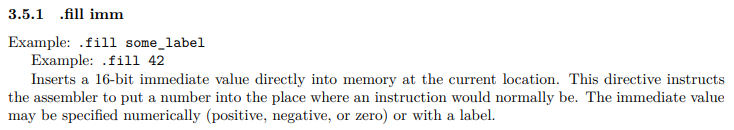 3.5.1 .fill imm
Example: .fill some_label
Example: .fill 42
Inserts a 16-bit immediate value directly into memory at the current location. This directive instructs
the assembler to put a number into the place where an instruction would normally be. The immediate value
may be specified numerically (positive, negative, or zero) or with a label.